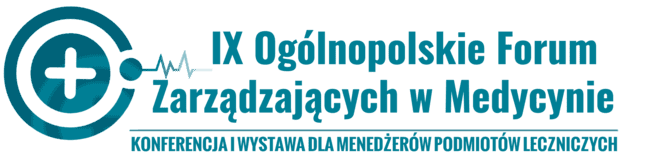 IX Ogólnopolskie Forum
Zarządzających w Medycynie
KONFERENCJA I WYSTAWA DLA MENEDŻERÓW PODMIOTÓW LECZNICZYCH